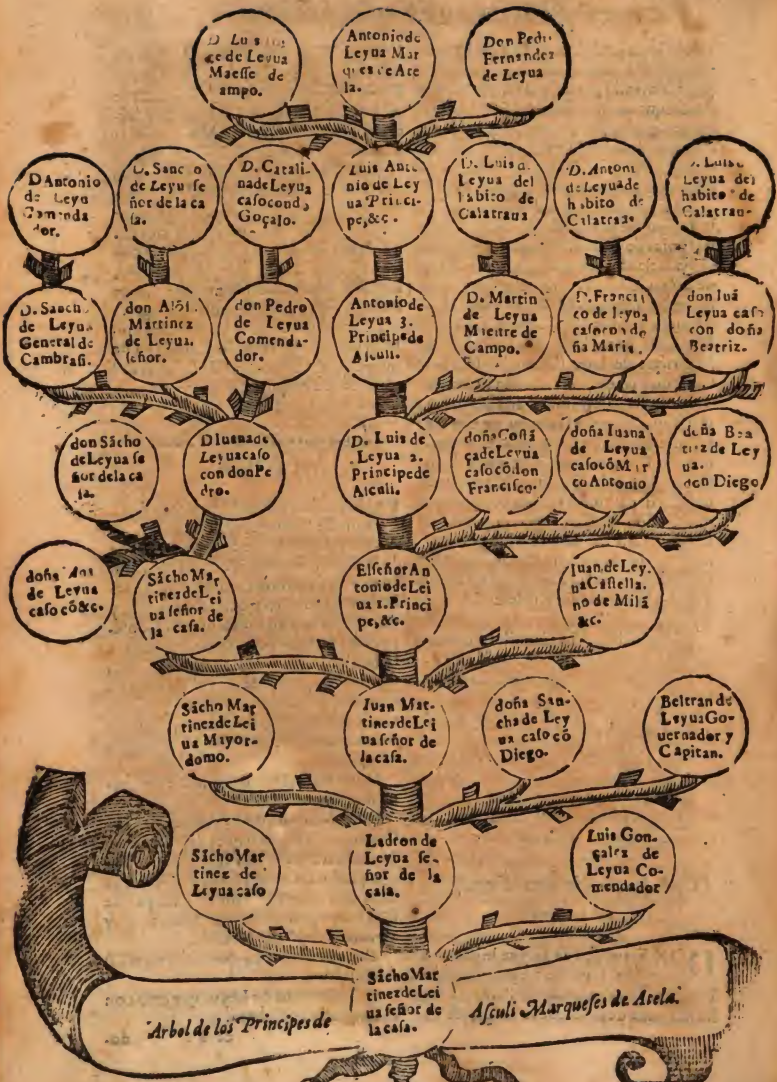 D. Luis
de Leyua
Maesse de
ampo.
Antonio de
Leyua Mar
ques de Ate
la.
Don Pedr
Fernandez
de Leyua
D Antonio
de Leyu
Comenda
dor.
D. Sanc o
de Leyu se
ñor de la ca
sa.
D. Catali-
na de Leyua
caso con d,
Goçalo.
Luis Anto
nio de Ley
ua Princi-
pe, &c.
D. Luis d.
Leyua del
habito de
Calatraua
D. Antoni
de Leyua de
habito de
Calatraua
D. Luis d
Leyua del
habito de
Calatrau-
D. Sancho
de Leyua
General de
Cambrasi.
don Alõs.
Martinez
de Leyua.
señor.
don Pedro
de Leyua
Comenda-
dor.
Antonio de
Leyua 3.
Principe de
Asculi.
D. Martin
de Leyua
Maestre de
Campo.
D. Franci
co de leyua
caso con do
ña Maria.
don Iuã
Leyua caso
con doña
Beatriz.
don Sãcho
de Leyua se
ñor de la ca
sa.
D Iuana de
Leyua caso
con don Pe
dro.
D. Luis de
Leyua 2.
Principe de
Asculi.
doña Costã
ça de Leyuia
caso cõ don
Francisco.
doña Iuana
de Leyua
caso cõ Mar
co Antonio
doña Bea
triz de Ley
ua.
don Diego
doña Ana
de Leyua
caso cõ &c.
Sãcho Mar
tinez de Lei
ua señor de
la casa.
El señor An
tonio de Lei
ua 1. Princi
pe, &c.
Iuan de Ley.
ua Castella.
no de Milã
&c.
Sãcho Mar
tinez de Lei
ua Mayor-
domo.
Iuan Mar-
tinez de Lei
ua señor de
la casa.
doña San-
cha de Ley
ua caso cõ
Diego.
Beltran de
Leyua Go-
uernador y
Capitan.
Sãcho Mar
tinez de
Leyua caso
Ladron de
Leyua se-
ñor de la
casa.
Luis Gon-
çalez de
Leyua Co-
mendador
Sãcho Mar
tinez de Lei
ua señor de
la casa.
Arbol de los Principes de Asculi Marqueses de Atela.